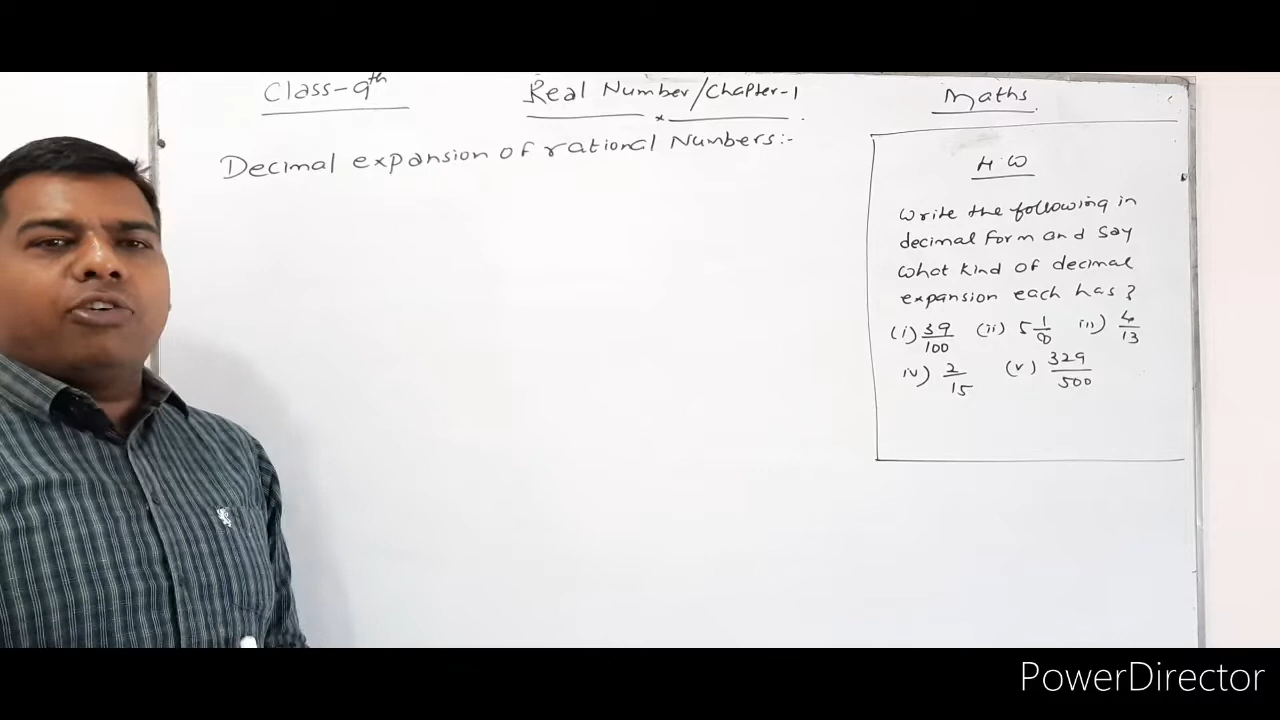 Class-9th
Real Number/Chapter-1
Maths
Decimal expansion of rational Numbers:-
H.W
Write the following in
decimal form and say
what kind of decimal
expansion each has?
(i) 39/100 (ii) 5 1/8 iii) 4/13
iv) 2/15 (v) 329/500
PowerDirector